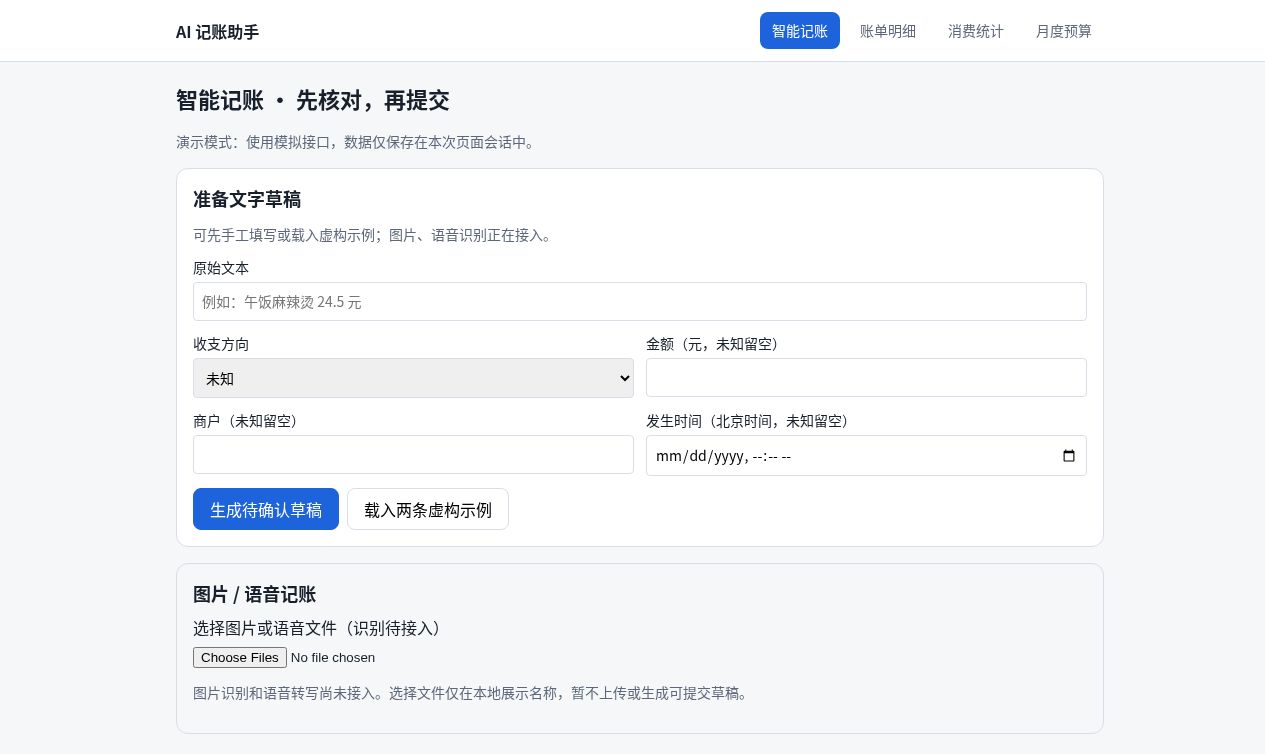 AI 记账助手
智能记账
账单明细
消费统计
月度预算
智能记账 · 先核对，再提交
演示模式：使用模拟接口，数据仅保存在本次页面会话中。
准备文字草稿
可先手工填写或载入虚构示例；图片、语音识别正在接入。
原始文本
例如：午饭麻辣烫 24.5 元
收支方向
金额（元，未知留空）
未知
商户（未知留空）
发生时间（北京时间，未知留空）
mm/dd/yyyy, --:-- --
生成待确认草稿
载入两条虚构示例
图片 / 语音记账
选择图片或语音文件（识别待接入）
Choose Files No file chosen
图片识别和语音转写尚未接入。选择文件仅在本地展示名称，暂不上传或生成可提交草稿。